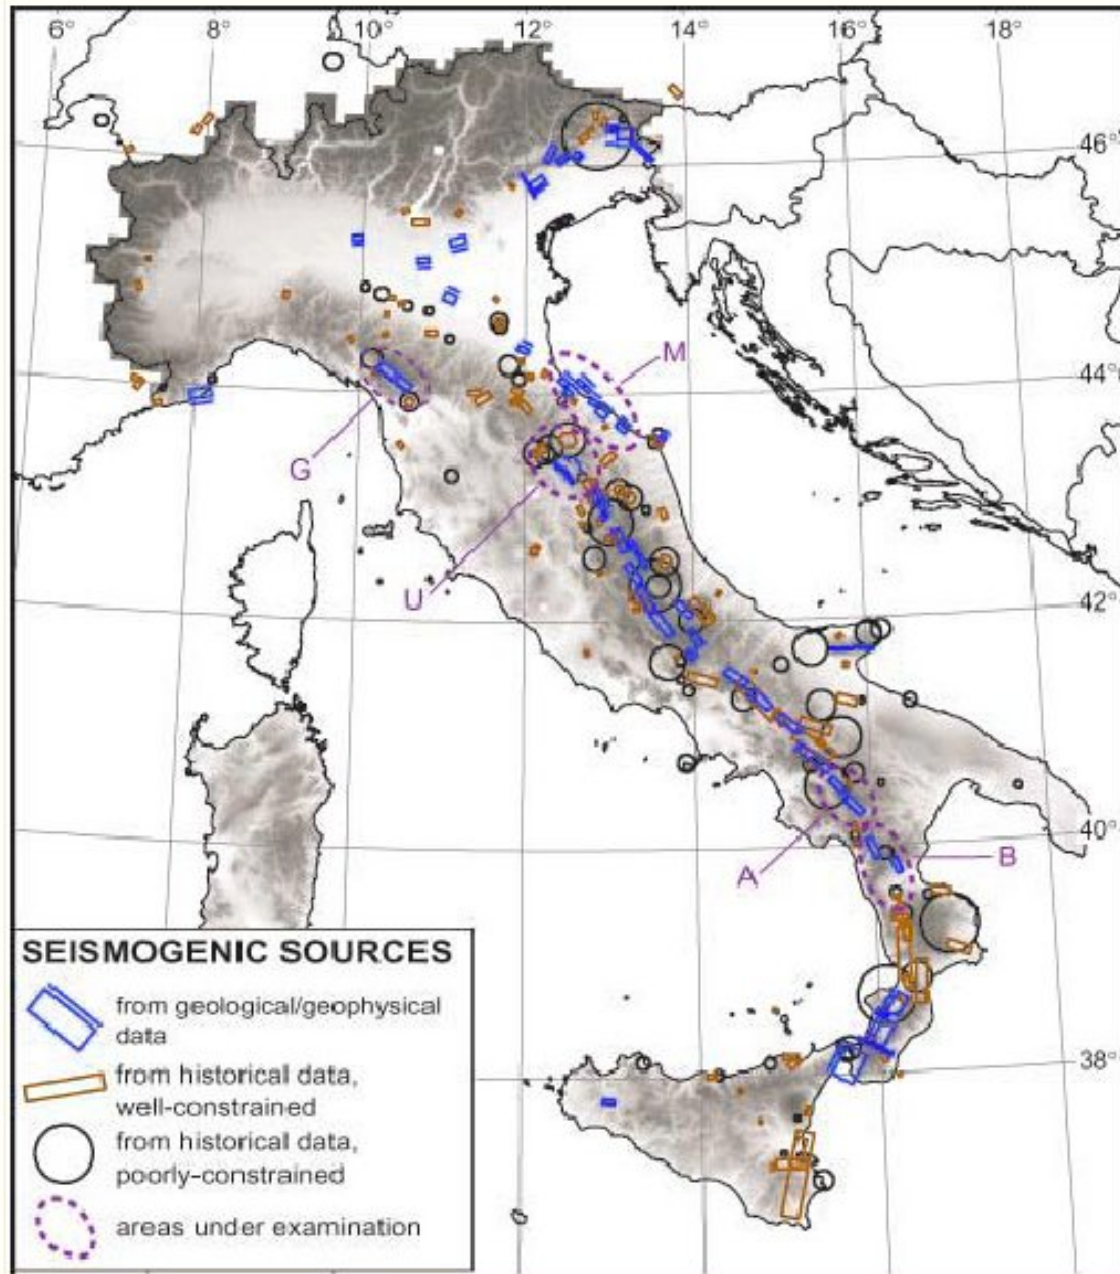 6° 8° 10° 12° 14° 16° 18°
46°
M
44°
G
U
42°
40°
A
B
38°
SEISMOGENIC SOURCES
from geological/geophysical
data
from historical data,
well-constrained
from historical data,
poorly-constrained
areas under examination